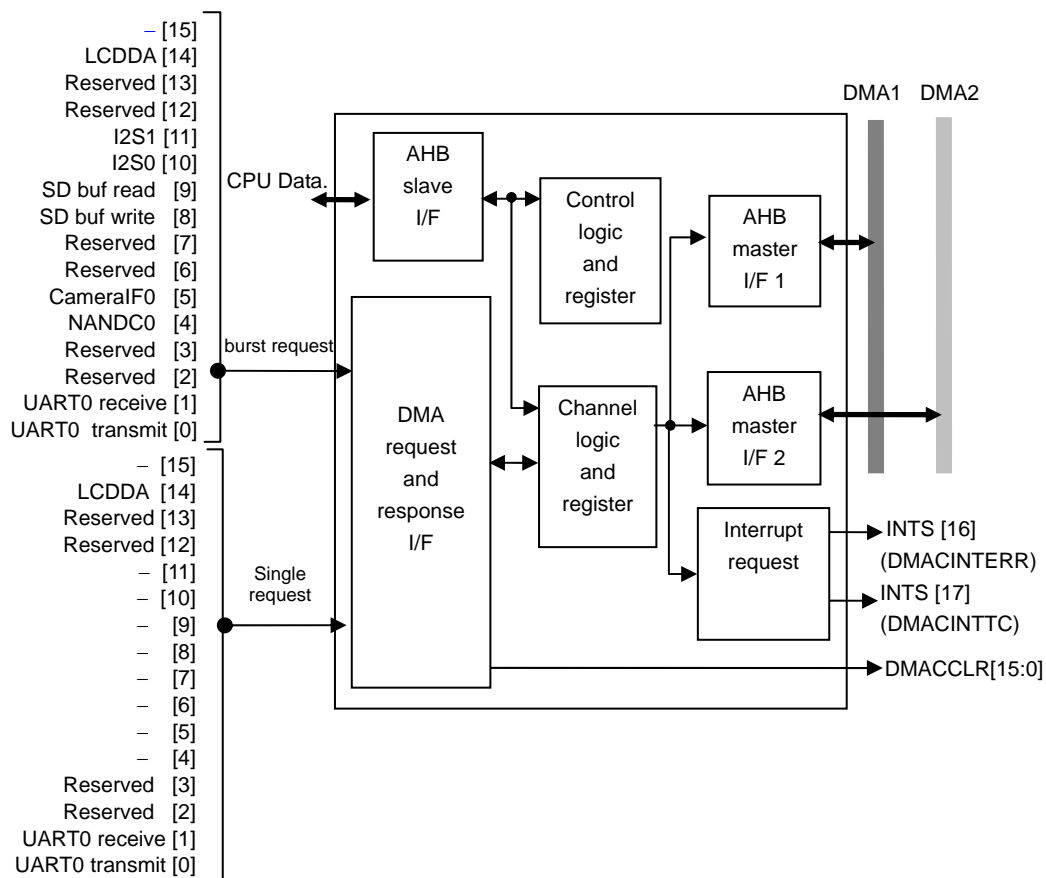 – [15]
LCDDA [14]
Reserved [13]
Reserved [12]
I2S1 [11]
I2S0 [10]
SD buf read [9]
SD buf write [8]
Reserved [7]
Reserved [6]
CameraIF0 [5]
NANDC0 [4]
Reserved [3]
Reserved [2]
UART0 receive [1]
UART0 transmit [0]
burst request
– [15]
LCDDA [14]
Reserved [13]
Reserved [12]
– [11]
– [10]
– [9]
– [8]
– [7]
– [6]
– [5]
– [4]
Reserved [3]
Reserved [2]
UART0 receive [1]
UART0 transmit [0]
Single
request
CPU Data.
AHB
slave
I/F
DMA
request
and
response
I/F
Control
logic
and
register
Channel
logic
and
register
AHB
master
I/F 1
AHB
master
I/F 2
Interrupt
request
DMA1 DMA2
INTS [16]
(DMACINTERR)
INTS [17]
(DMACINTTC)
DMACCLR[15:0]